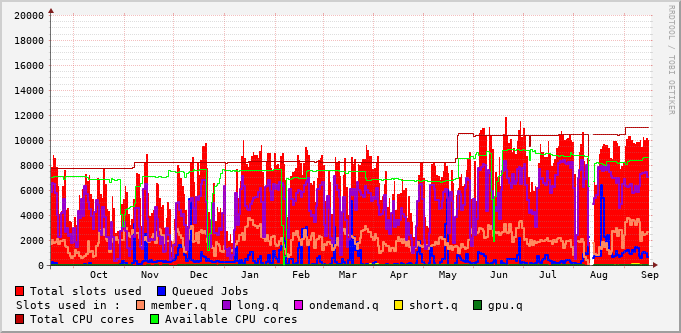 20000
18000
16000
14000
12000
10000
8000
6000
4000
2000
0
Oct Nov Dec Jan Feb Mar Apr May Jun Jul Aug Sep
RRDTOOL / TOBI OETIKER
Total slots used Queued Jobs
Slots used in : member.q long.q ondemand.q short.q gpu.q
Total CPU cores Available CPU cores